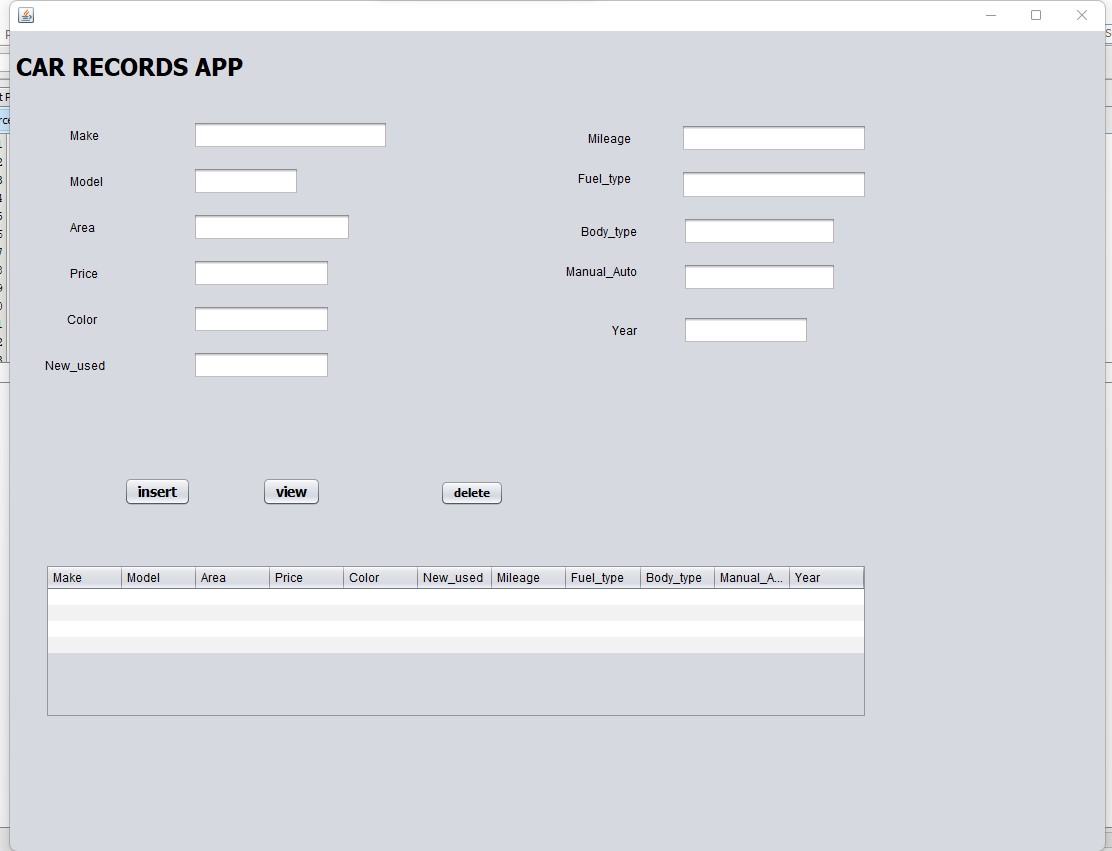 CAR RECORDS APP
Make
Mileage
Model
Fuel_type
Area
Body_type
Price
Manual_Auto
Color
Year
New_used
insert view delete
Make Model Area Price Color New_used Mileage Fuel_type Body_type Manual_A... Year